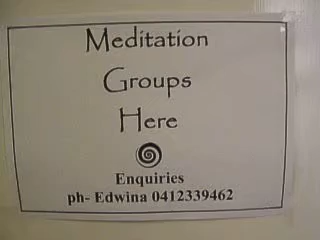 Meditation
Groups
Here
Enquiries
ph- Edwina 0412339462